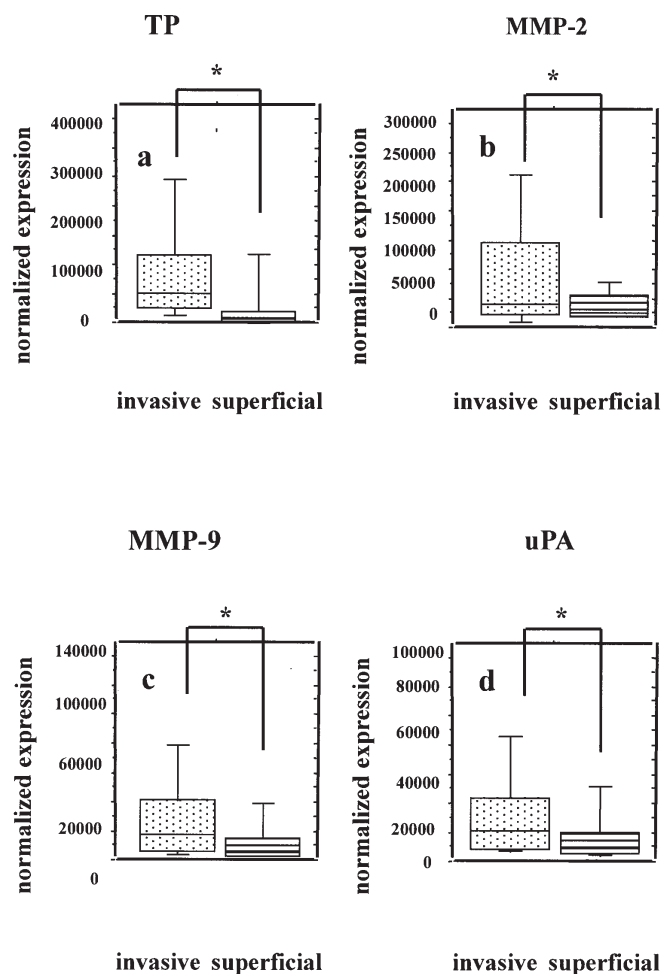 TP
*
400000
300000
200000
100000
0
a
normalized expression
invasive superficial
MMP-2
*
300000
250000
200000
150000
100000
50000
0
b
normalized expression
invasive superficial
MMP-9
*
140000
100000
60000
20000
0
c
normalized expression
invasive superficial
uPA
*
100000
80000
60000
40000
20000
0
d
normalized expression
invasive superficial